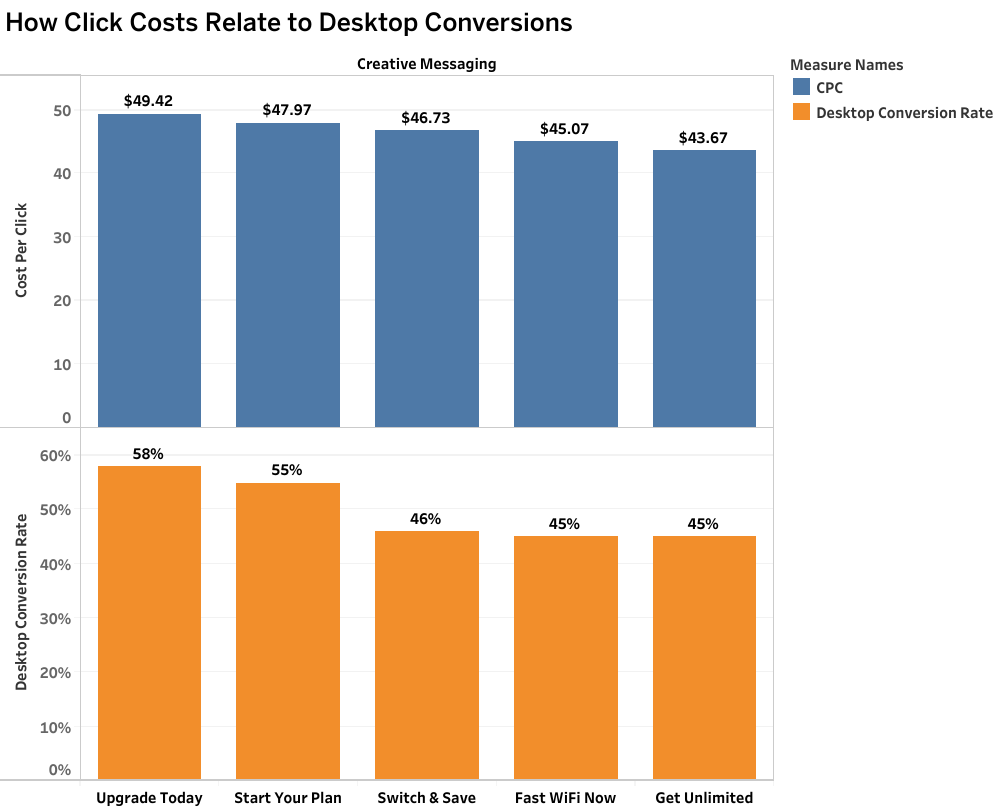 How Click Costs Relate to Desktop Conversions
Creative Messaging
Measure Names
CPC
Desktop Conversion Rate
Cost Per Click
50
40
30
20
10
0
$49.42
$47.97
$46.73
$45.07
$43.67
Desktop Conversion Rate
60%
50%
40%
30%
20%
10%
0%
58%
55%
46%
45%
45%
Upgrade Today
Start Your Plan
Switch & Save
Fast WiFi Now
Get Unlimited